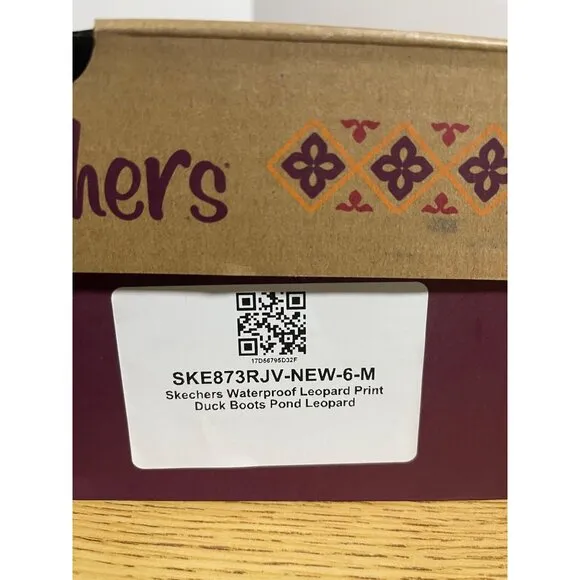 hers
17D56795D32F
SKE873RJV-NEW-6-M
Skechers Waterproof Leopard Print
Duck Boots Pond Leopard